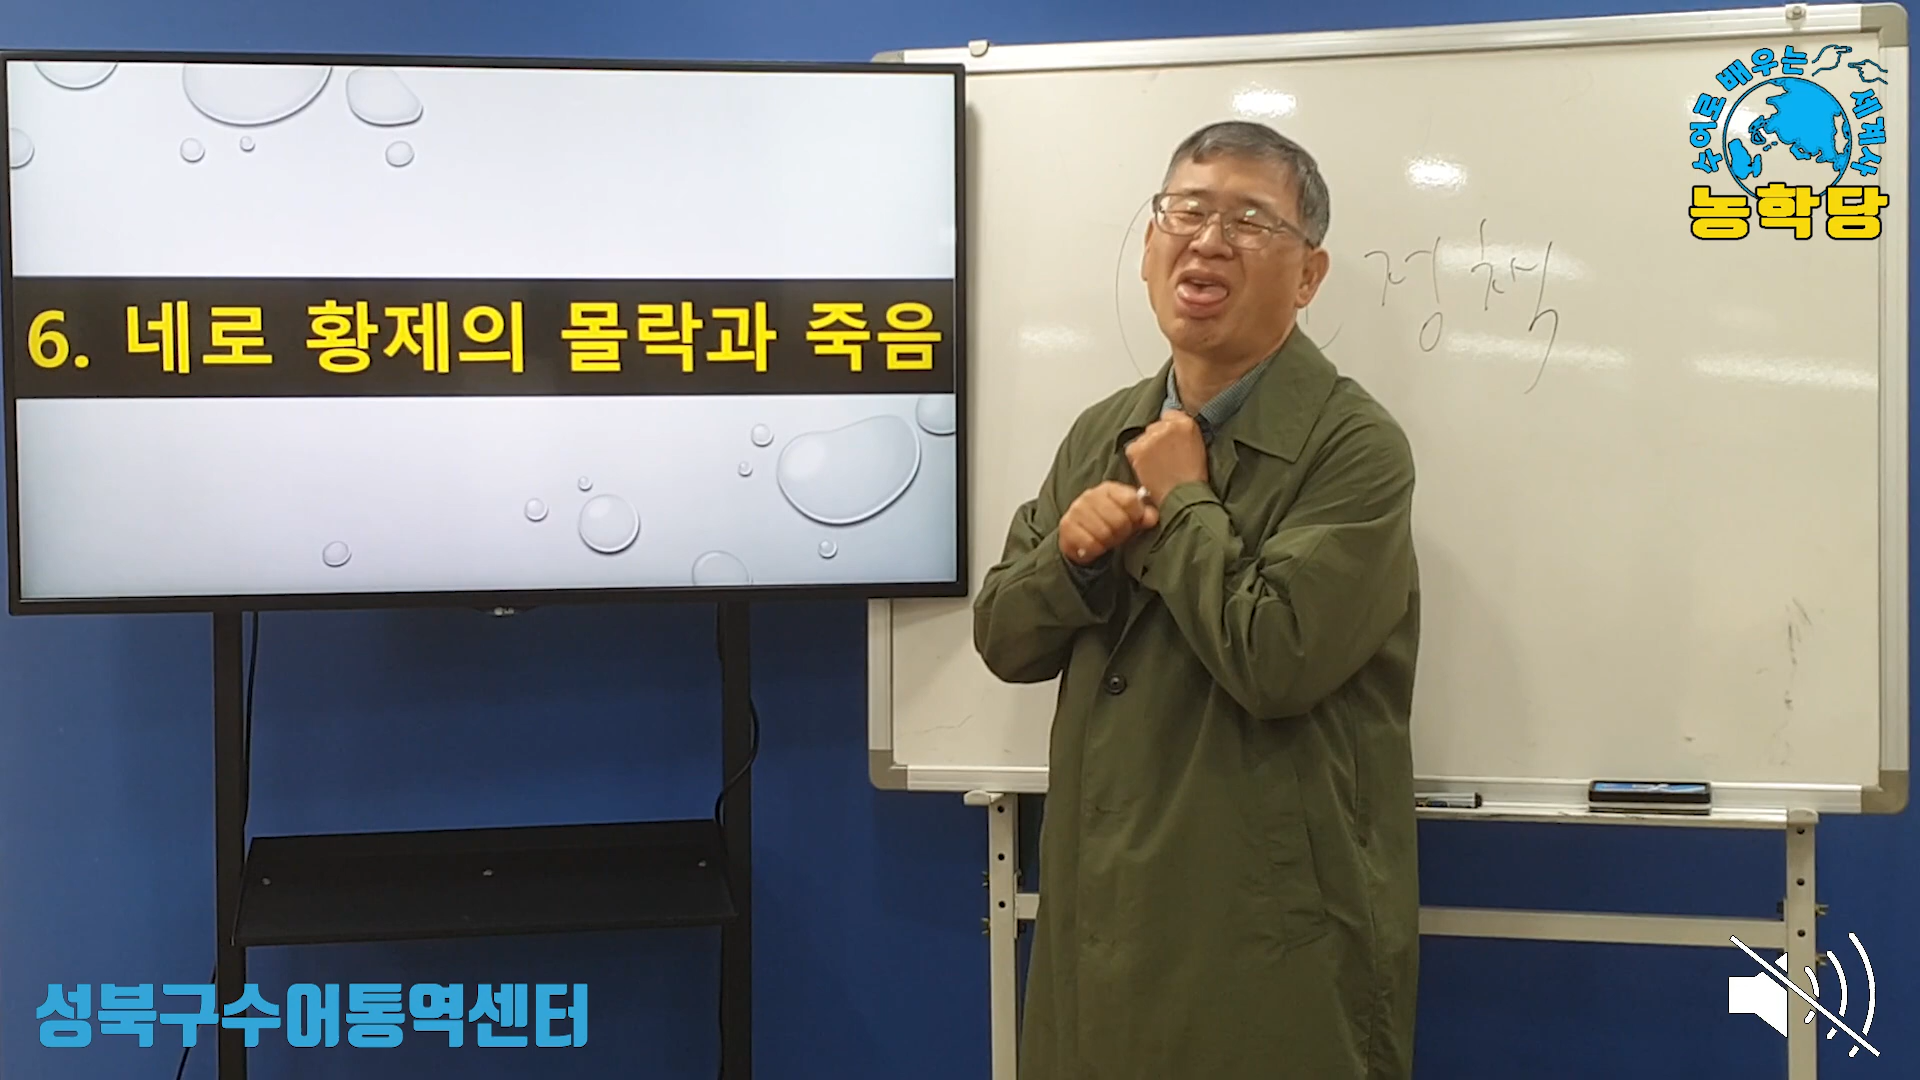 6. 네로 황제의 몰락과 죽음
정책
수어로 배우는 세계사
농학당
성북구수어통역센터